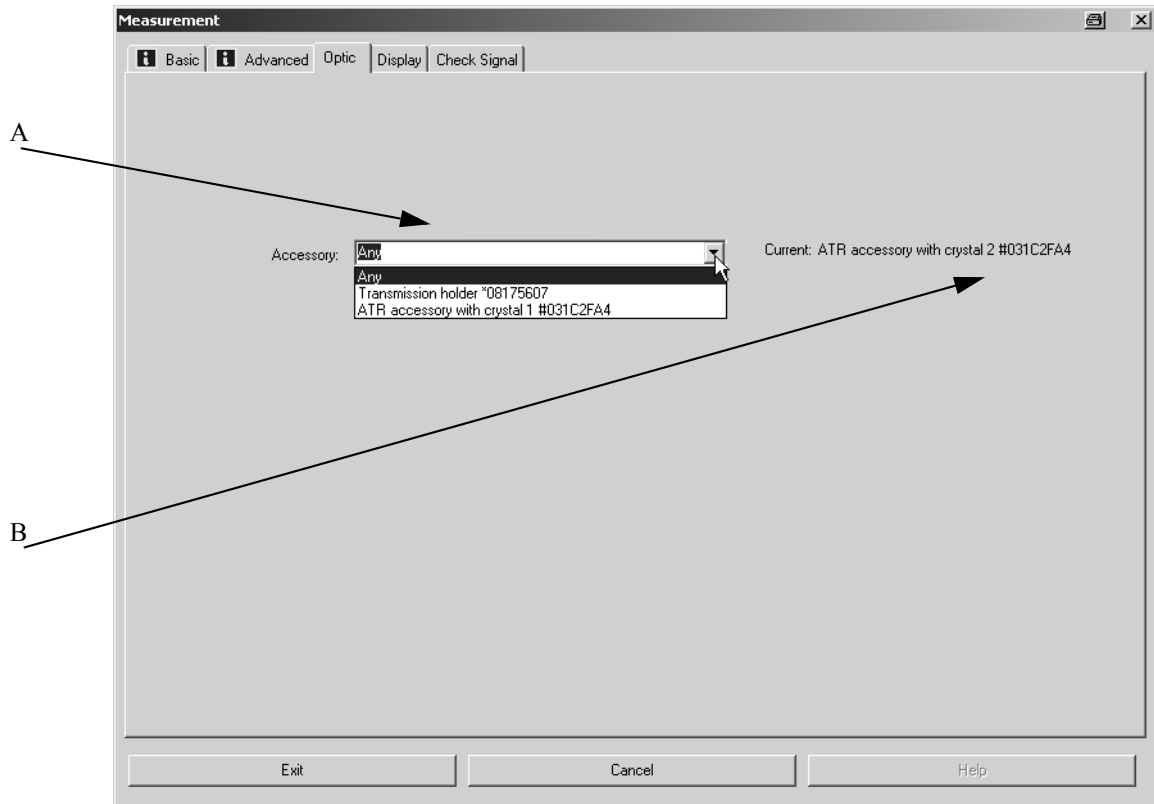 Measurement
Basic Advanced Optic Display Check Signal
A
Accessory: Any Current: ATR accessory with crystal 2 #031C2FA4
Any
Transmission holder *08175607
ATR accessory with crystal 1 #031C2FA4
B
Exit Cancel Help